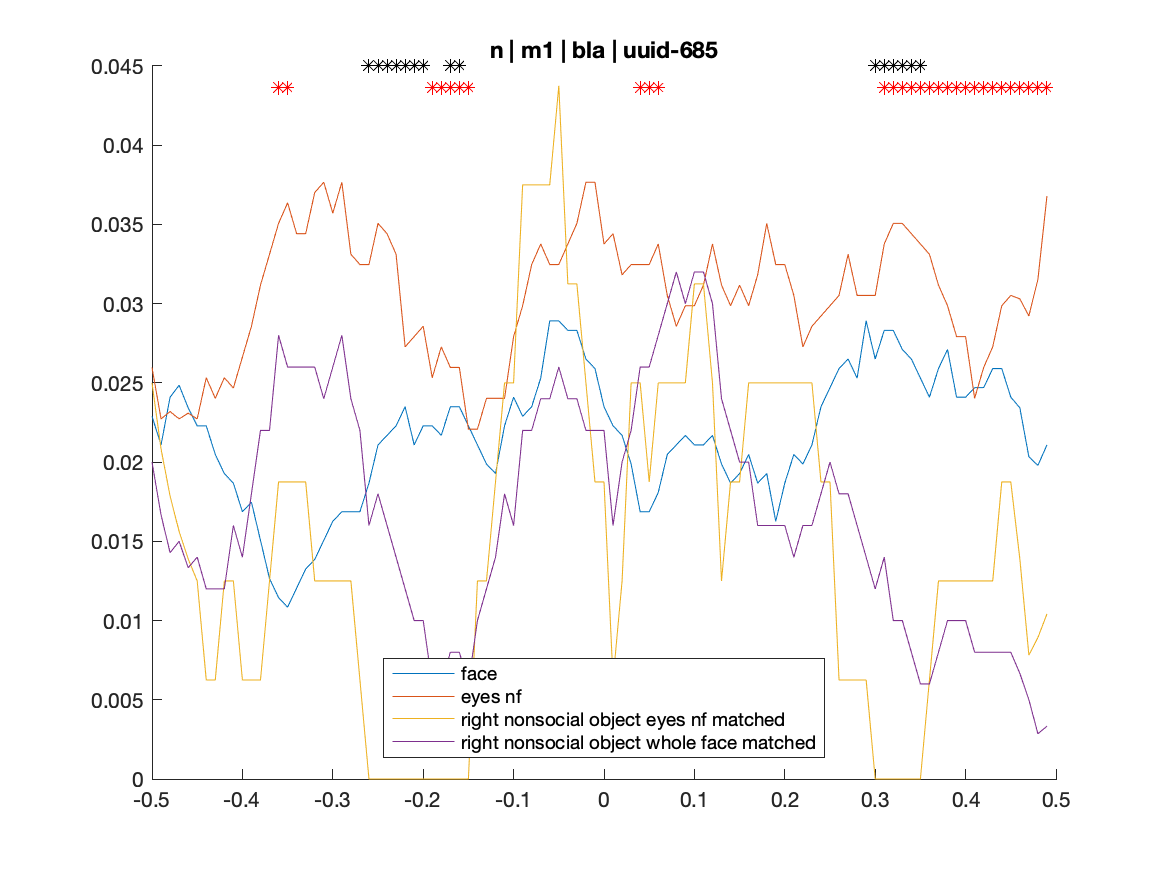 n | m1 | bla | uuid-685
0.045
0.04
0.035
0.03
0.025
0.02
0.015
0.01
0.005
0
face
eyes nf
right nonsocial object eyes nf matched
right nonsocial object whole face matched
-0.5 -0.4 -0.3 -0.2 -0.1 0 0.1 0.2 0.3 0.4 0.5